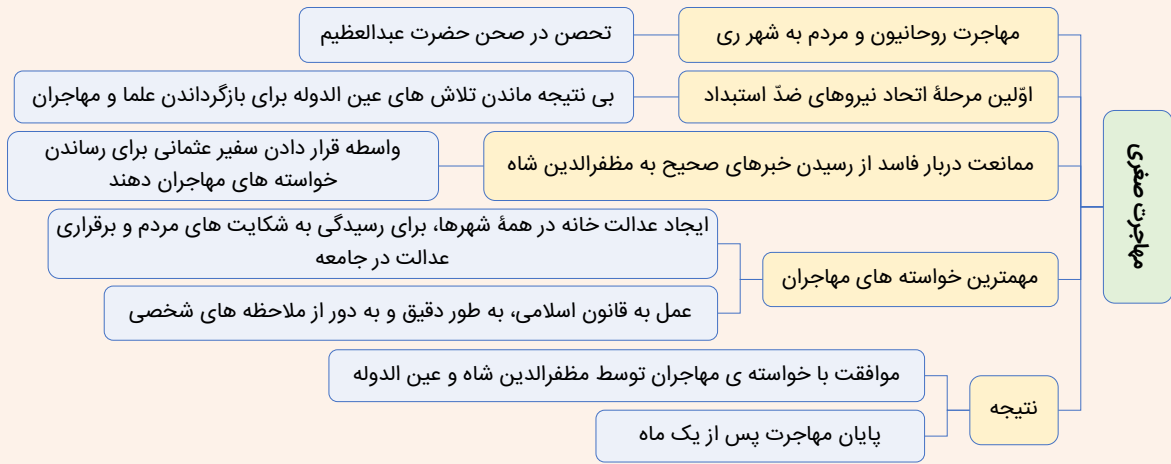 مهاجرت صغری
مهاجرت روحانیون و مردم به شهر ری
تحصن در صحن حضرت عبدالعظیم
اوّلین مرحلهٔ اتحاد نیروهای ضدّ استبداد
بی نتیجه ماندن تلاش های عین الدوله برای بازگرداندن علما و مهاجران
ممانعت دربار فاسد از رسیدن خبرهای صحیح به مظفرالدین شاه
واسطه قرار دادن سفیر عثمانی برای رساندن
خواسته های مهاجران دهند
مهمترین خواسته های مهاجران
ایجاد عدالت خانه در همهٔ شهرها، برای رسیدگی به شکایت های مردم و برقراری
عدالت در جامعه
عمل به قانون اسلامی، به طور دقیق و به دور از ملاحظه های شخصی
نتیجه
موافقت با خواسته ی مهاجران توسط مظفرالدین شاه و عین الدوله
پایان مهاجرت پس از یک ماه